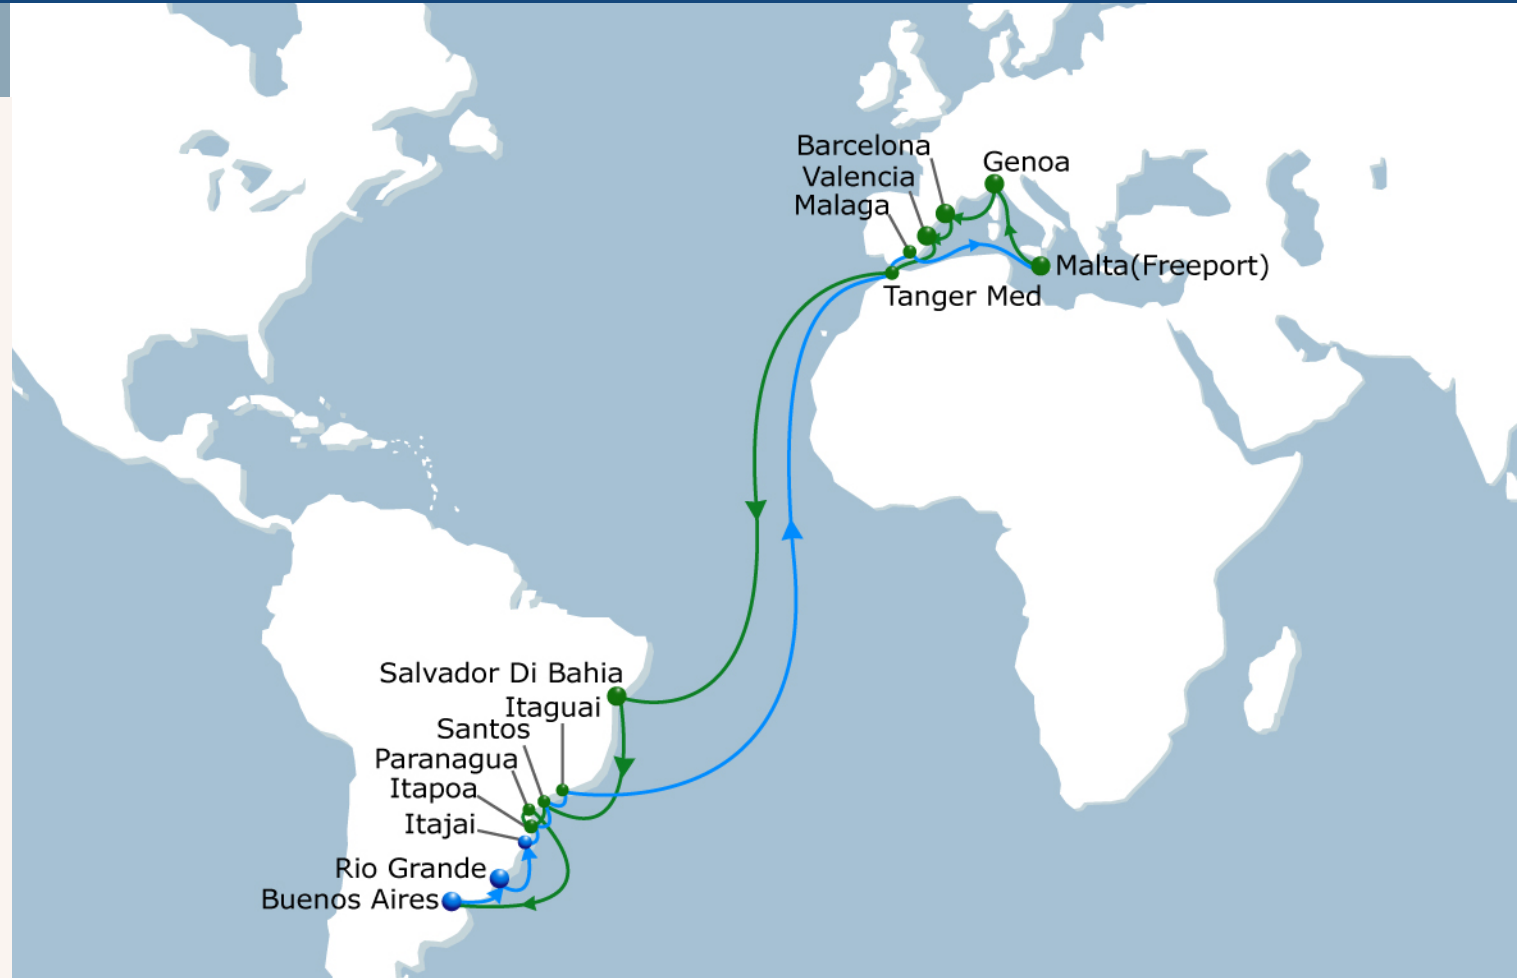 Barcelona
Genoa
Valencia
Malaga
Malta(Freeport)
Tanger Med
Salvador Di Bahia
Itaguai
Santos
Paranagua
Itapoa
Itajai
Rio Grande
Buenos Aires